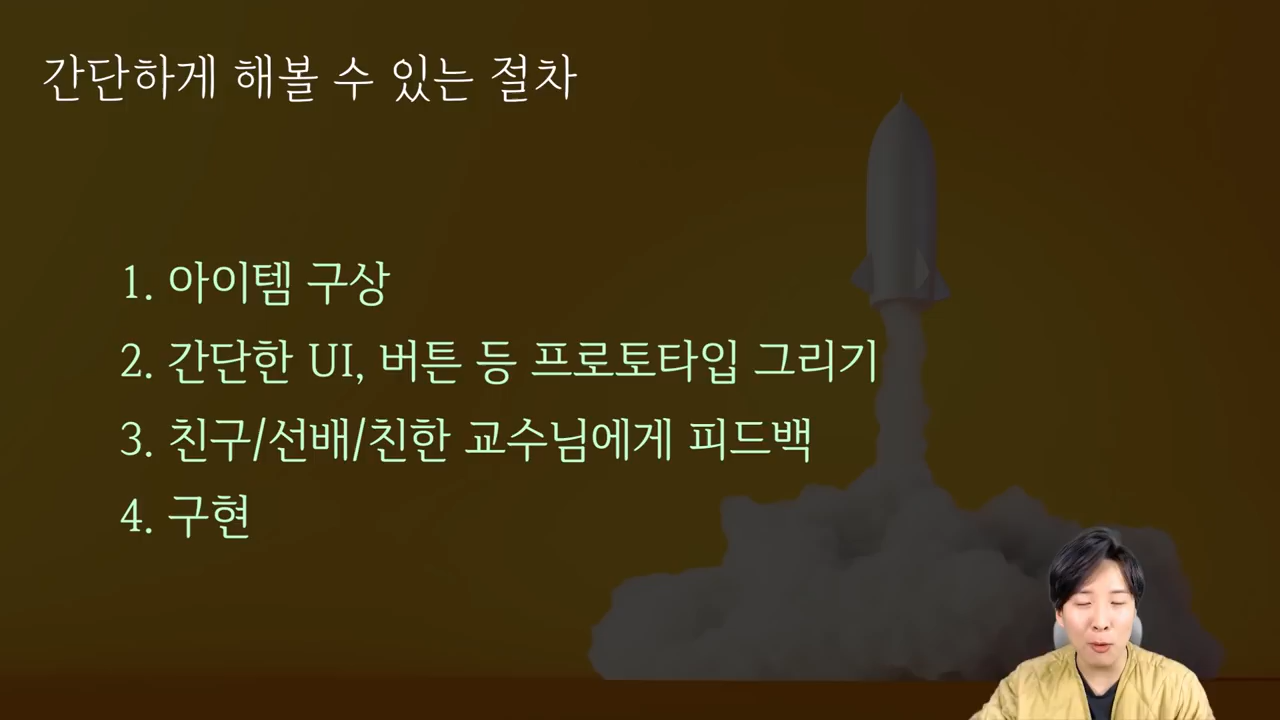 간단하게 해볼 수 있는 절차
1. 아이템 구상
2. 간단한 UI, 버튼 등 프로토타입 그리기
3. 친구/선배/친한 교수님에게 피드백
4. 구현